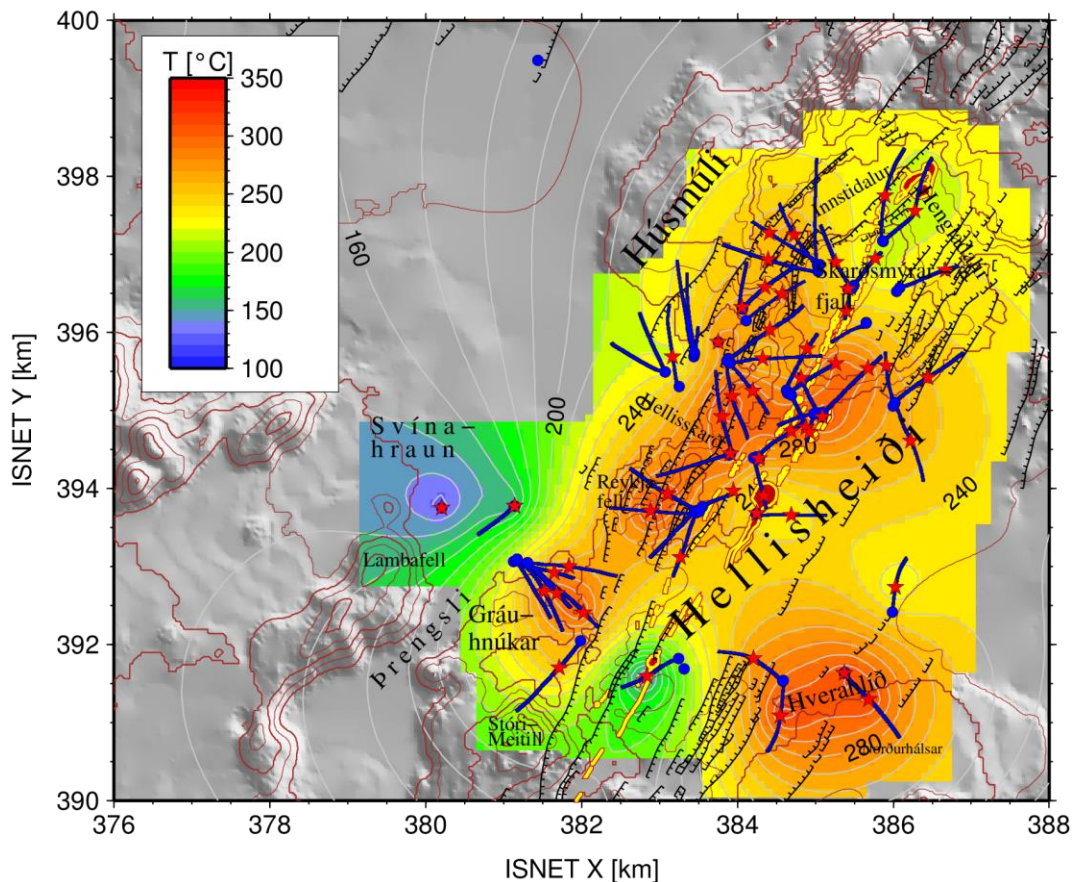 400
398
396
394
392
390
ISNET Y [km]
T [°C]
350
300
250
200
150
100
160
200
240
Húsmúli
Innstidalur
Skarðsmýrar-
fjall
Hellisskarð
280
240
240
Svína-
hraun
Reykja
fell
Lambafell
Þrengsli
Gráu-
hnúkar
Hellisheiði
Stóri-
Meitill
Hverahlíð
280
Norðurhálsar
376
378
380
382
384
386
388
ISNET X [km]